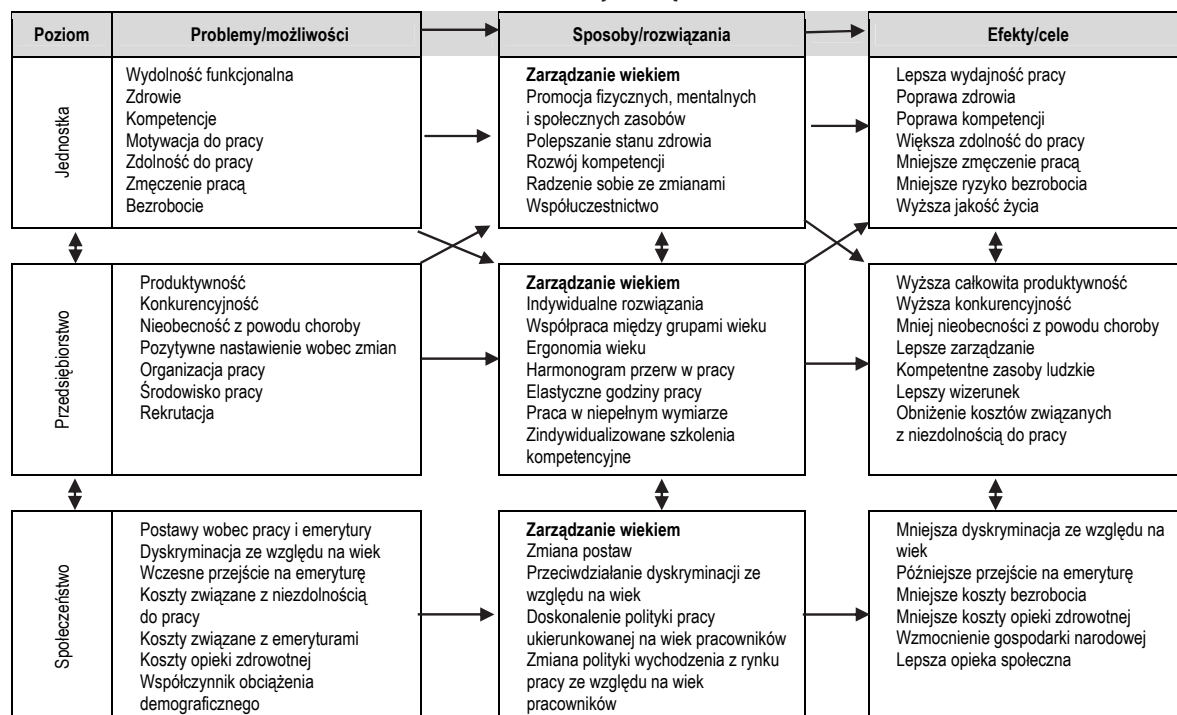 Poziom
Problemy/możliwości
Sposoby/rozwiązania
Efekty/cele
Jednostka
Wydolność funkcjonalna
Zdrowie
Kompetencje
Motywacja do pracy
Zdolność do pracy
Zmęczenie pracą
Bezrobocie
Zarządzanie wiekiem
Promocja fizycznych, mentalnych
i społecznych zasobów
Polepszanie stanu zdrowia
Rozwój kompetencji
Radzenie sobie ze zmianami
Współuczestnictwo
Lepsza wydajność pracy
Poprawa zdrowia
Poprawa kompetencji
Większa zdolność do pracy
Mniejsze zmęczenie pracą
Mniejsze ryzyko bezrobocia
Wyższa jakość życia
Przedsiębiorstwo
Produktywność
Konkurencyjność
Nieobecność z powodu choroby
Pozytywne nastawienie wobec zmian
Organizacja pracy
Środowisko pracy
Rekrutacja
Zarządzanie wiekiem
Indywidualne rozwiązania
Współpraca między grupami wieku
Ergonomia wieku
Harmonogram przerw w pracy
Elastyczne godziny pracy
Praca w niepełnym wymiarze
Zindywidualizowane szkolenia
kompetencyjne
Wyższa całkowita produktywność
Wyższa konkurencyjność
Mniej nieobecności z powodu choroby
Lepsze zarządzanie
Kompetentne zasoby ludzkie
Lepszy wizerunek
Obniżenie kosztów związanych
z niezdolnością do pracy
Społeczeństwo
Postawy wobec pracy i emerytury
Dyskryminacja ze względu na wiek
Wczesne przejście na emeryturę
Koszty związane z niezdolnością
do pracy
Koszty związane z emeryturami
Koszty opieki zdrowotnej
Współczynnik obciążenia
demograficznego
Zarządzanie wiekiem
Zmiana postaw
Przeciwdziałanie dyskryminacji ze
względu na wiek
Doskonalenie polityki pracy
ukierunkowanej na wiek pracowników
Zmiana polityki wychodzenia z rynku
pracy ze względu na wiek
pracowników
Mniejsza dyskryminacja ze względu na
wiek
Późniejsze przejście na emeryturę
Mniejsze koszty bezrobocia
Mniejsze koszty opieki zdrowotnej
Wzmocnienie gospodarki narodowej
Lepsza opieka społeczna